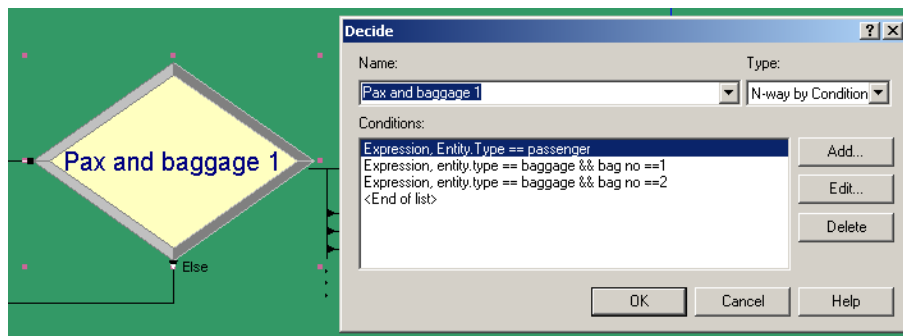 Pax and baggage 1
Else
Decide
Name:
Type:
Pax and baggage 1
N-way by Condition
Conditions:
Expression, Entity.Type == passenger
Expression, entity.type == baggage && bag no ==1
Expression, entity.type == baggage && bag no ==2
<End of list>
Add...
Edit...
Delete
OK
Cancel
Help